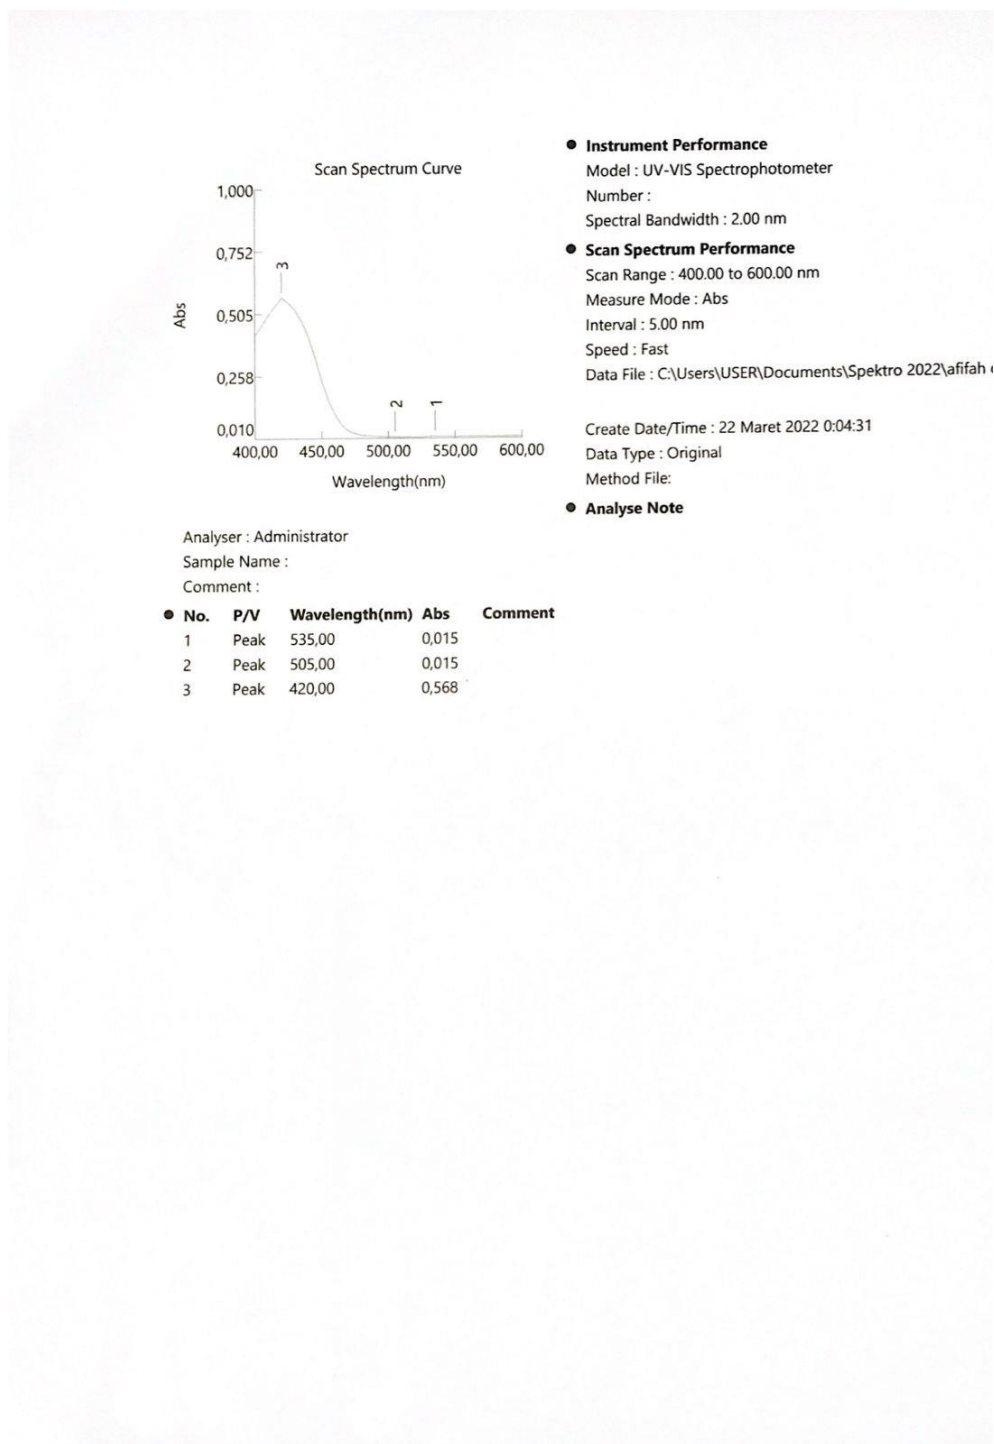 Scan Spectrum Curve
1,000
0,752
0,505
0,258
0,010
Abs
3
2
1
400,00 450,00 500,00 550,00 600,00
Wavelength(nm)
● Instrument Performance
Model : UV-VIS Spectrophotometer
Number :
Spectral Bandwidth : 2.00 nm
● Scan Spectrum Performance
Scan Range : 400.00 to 600.00 nm
Measure Mode : Abs
Interval : 5.00 nm
Speed : Fast
Data File : C:\Users\USER\Documents\Spektro 2022\afifah
Create Date/Time : 22 Maret 2022 0:04:31
Data Type : Original
Method File:
● Analyse Note
Analyser : Administrator
Sample Name :
Comment :
● No. P/V Wavelength(nm) Abs Comment
1 Peak 535,00 0,015
2 Peak 505,00 0,015
3 Peak 420,00 0,568